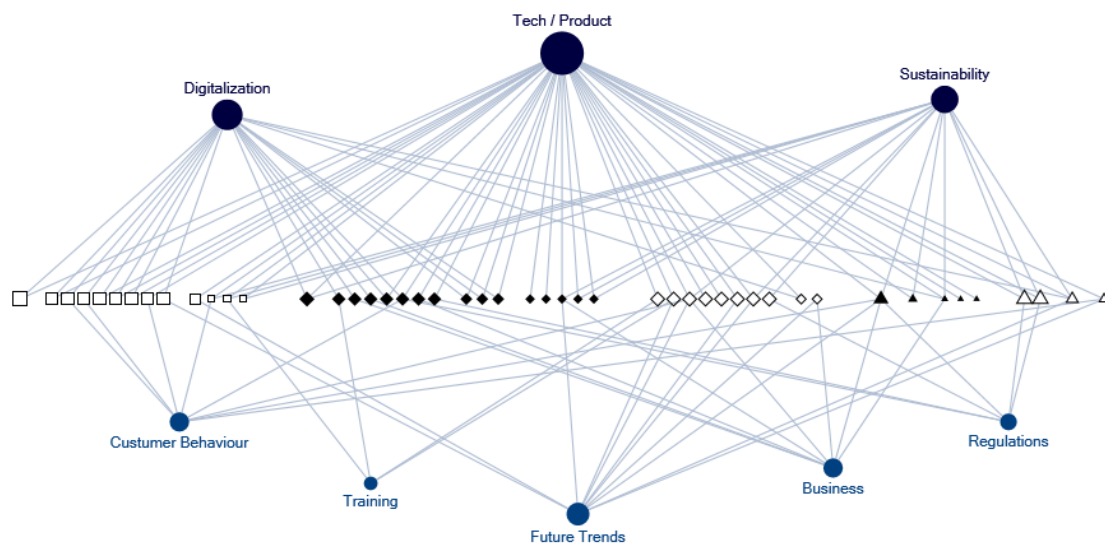 Tech / Product
Sustainability
Digitalization
Custumer Behaviour
Regulations
Training
Business
Future Trends